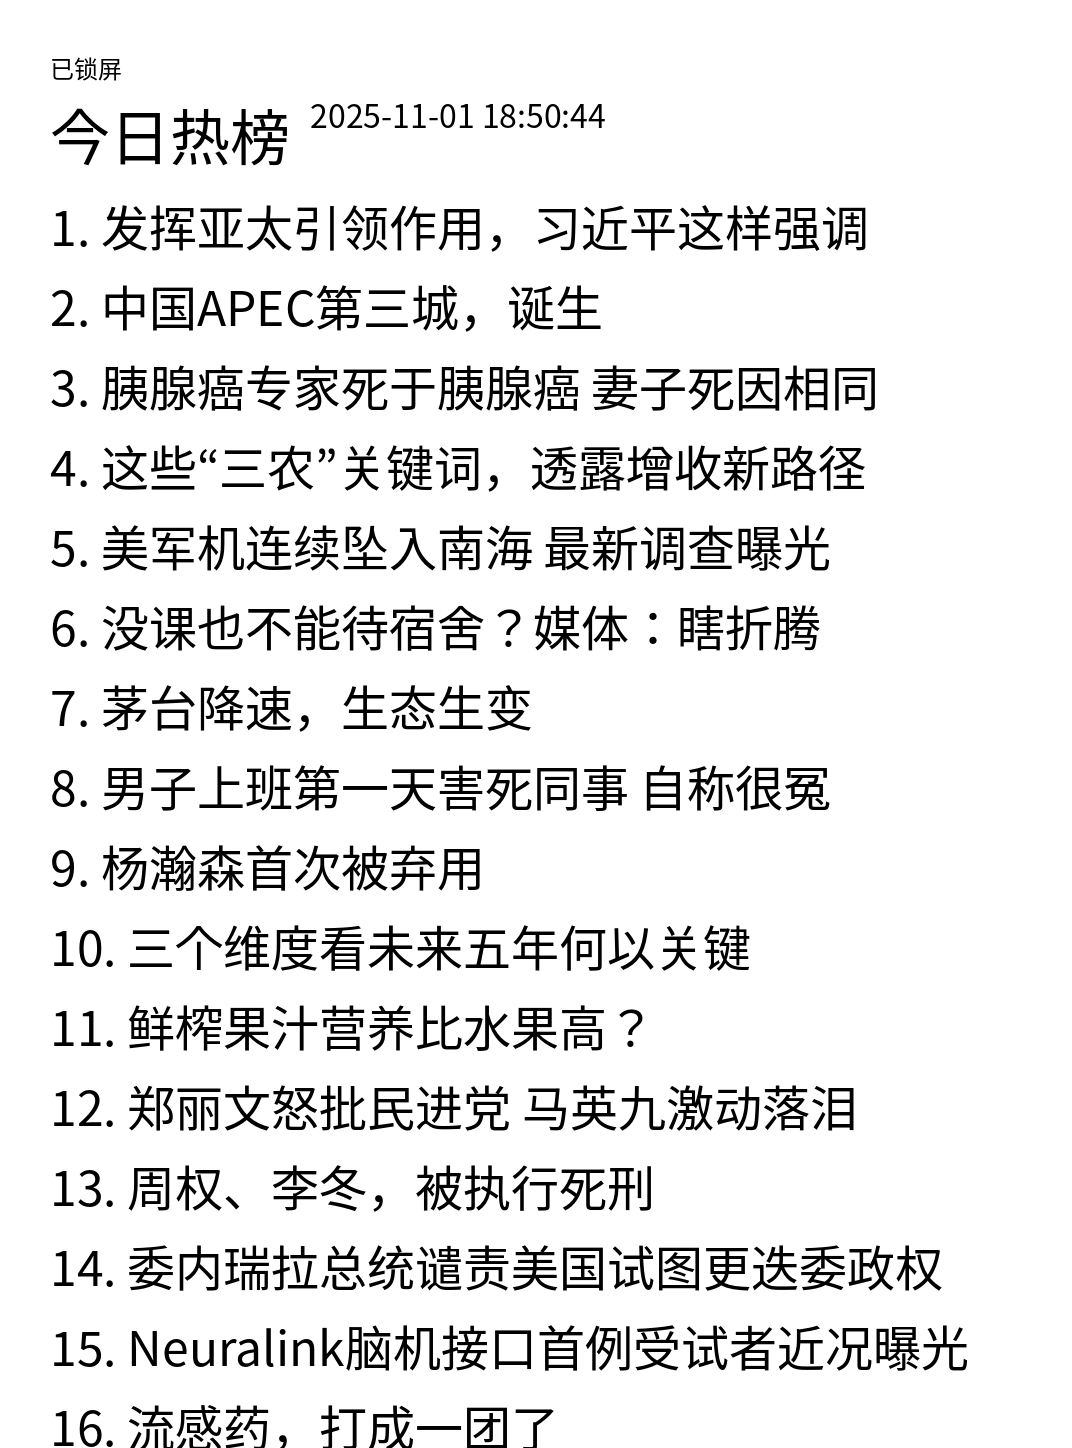 已锁屏
今日热榜 2025-11-01 18:50:44
1. 发挥亚太引领作用，习近平这样强调
2. 中国APEC第三城，诞生
3. 胰腺癌专家死于胰腺癌 妻子死因相同
4. 这些“三农”关键词，透露增收新路径
5. 美军机连续坠入南海 最新调查曝光
6. 没课也不能待宿舍？媒体：瞎折腾
7. 茅台降速，生态生变
8. 男子上班第一天害死同事 自称很冤
9. 杨瀚森首次被弃用
10. 三个维度看未来五年何以关键
11. 鲜榨果汁营养比水果高？
12. 郑丽文怒批民进党 马英九激动落泪
13. 周权、李冬，被执行死刑
14. 委内瑞拉总统谴责美国试图更迭委政权
15. Neuralink脑机接口首例受试者近况曝光
16. 流感药，打成一团了